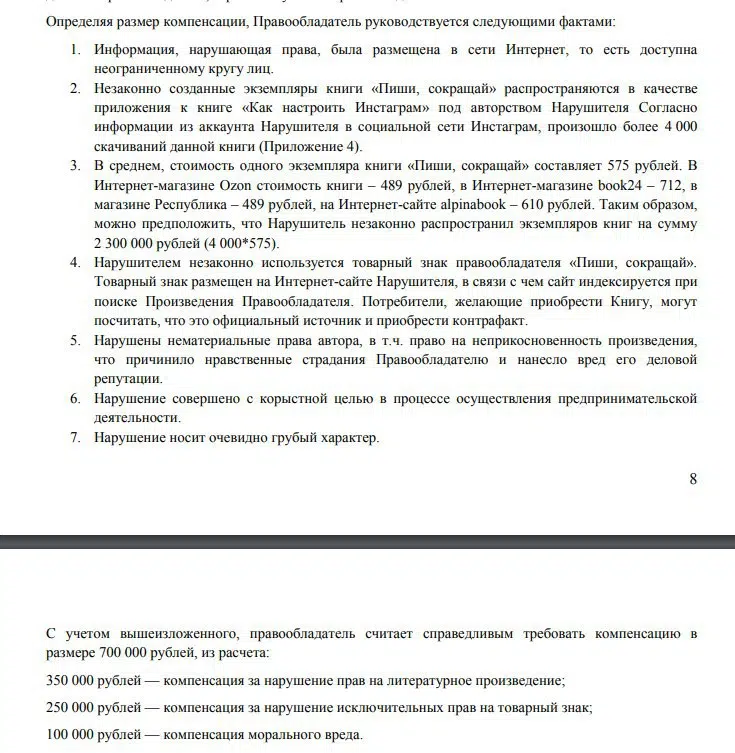 Определяя размер компенсации, Правообладатель руководствуется следующими фактами:
1. Информация, нарушающая права, была размещена в сети Интернет, то есть доступна
неограниченному кругу лиц.
2. Незаконно созданные экземпляры книги «Пиши, сокращай» распространяются в качестве
приложения к книге «Как настроить Инстаграм» под авторством Нарушителя Согласно
информации из аккаунта Нарушителя в социальной сети Инстаграм, произошло более 4 000
скачиваний данной книги (Приложение 4).
3. В среднем, стоимость одного экземпляра книги «Пиши, сокращай» составляет 575 рублей. В
Интернет-магазине Ozon стоимость книги – 489 рублей, в Интернет-магазине book24 – 712, в
магазине Республика – 489 рублей, на Интернет-сайте alpinabook – 610 рублей. Таким образом,
можно предположить, что Нарушитель незаконно распространил экземпляров книг на сумму
2 300 000 рублей (4 000*575).
4. Нарушителем незаконно используется товарный знак правообладателя «Пиши, сокращай».
Товарный знак размещен на Интернет-сайте Нарушителя, в связи с чем сайт индексируется при
поиске Произведения Правообладателя. Потребители, желающие приобрести Книгу, могут
посчитать, что это официальный источник и приобрести контрафакт.
5. Нарушены нематериальные права автора, в т.ч. право на неприкосновенность произведения,
что причинило нравственные страдания Правообладателю и нанесло вред его деловой
репутации.
6. Нарушение совершено с корыстной целью в процессе осуществления предпринимательской
деятельности.
7. Нарушение носит очевидно грубый характер.
8
С учетом вышеизложенного, правообладатель считает справедливым требовать компенсацию в
размере 700 000 рублей, из расчета:
350 000 рублей — компенсация за нарушение прав на литературное произведение;
250 000 рублей — компенсация за нарушение исключительных прав на товарный знак;
100 000 рублей — компенсация морального вреда.